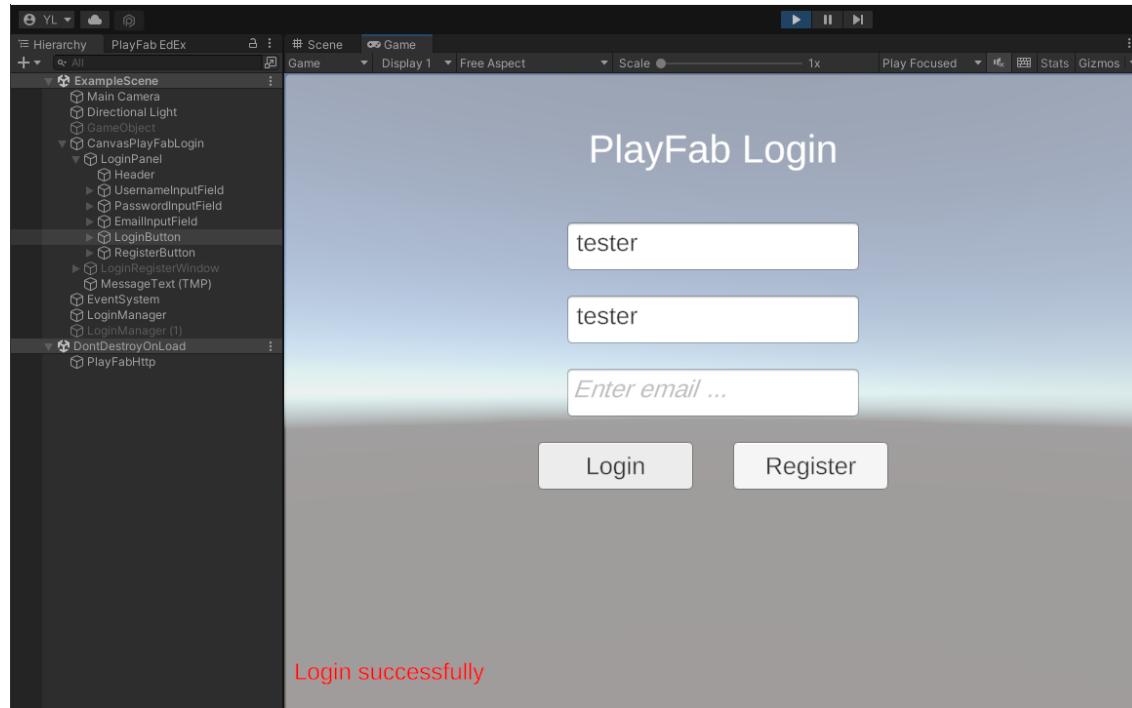 YL
Hierarchy PlayFab EdEx
# Scene Game
All
Game Display 1 Free Aspect Scale 1x Play Focused Stats Gizmos
ExampleScene
Main Camera
Directional Light
GameObject
CanvasPlayFabLogin
LoginPanel
Header
UsernameInputField
PasswordInputField
EmailInputField
LoginButton
RegisterButton
LoginRegisterWindow
MessageText (TMP)
EventSystem
LoginManager
LoginManager (1)
DontDestroyOnLoad
PlayFabHttp
PlayFab Login
tester
tester
Enter email ...
Login Register
Login successfully